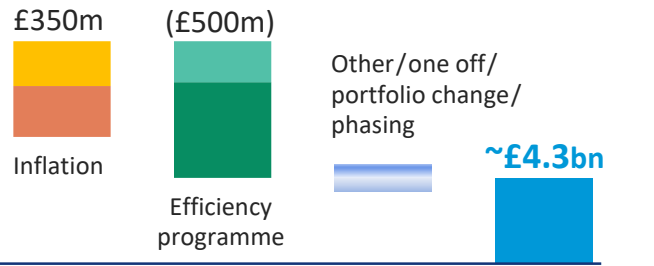 £350m
(£500m)
Other/one off/
portfolio change/
phasing
~£4.3bn
Inflation
Efficiency
programme